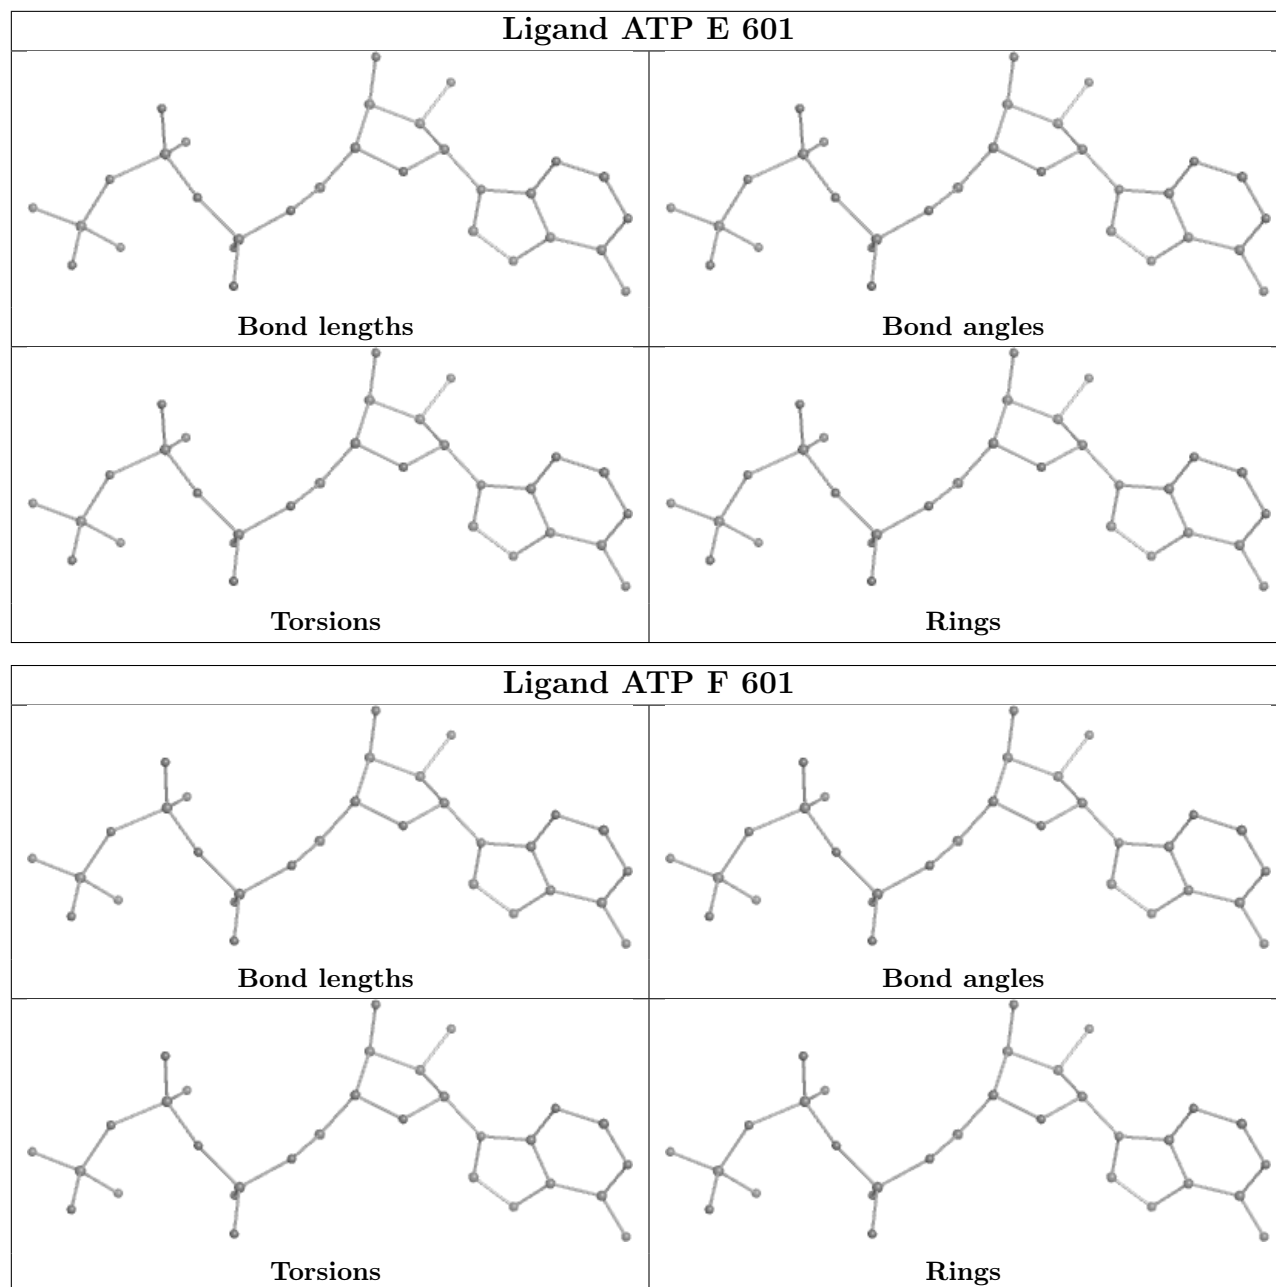 Ligand ATP E 601
Bond lengths
Bond angles
Torsions
Rings
Ligand ATP F 601
Bond lengths
Bond angles
Torsions
Rings